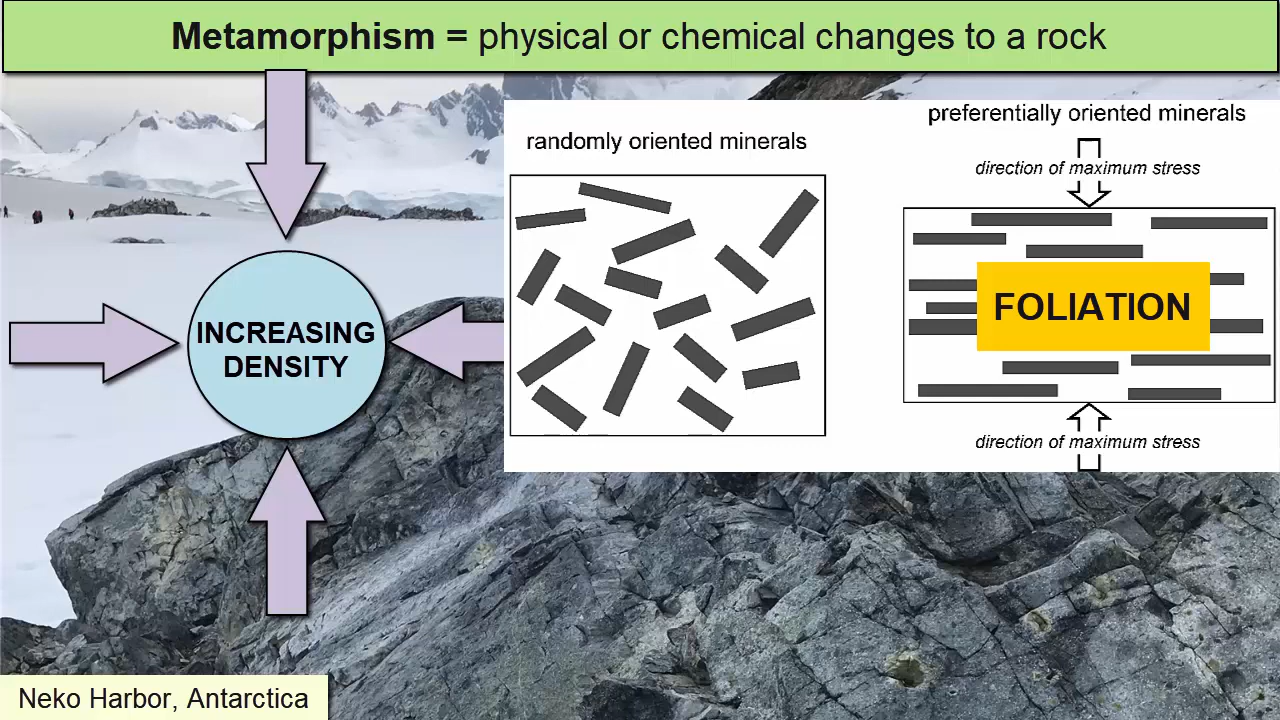 Metamorphism = physical or chemical changes to a rock
INCREASING
DENSITY
randomly oriented minerals
preferentially oriented minerals
direction of maximum stress
FOLIATION
direction of maximum stress
Neko Harbor, Antarctica